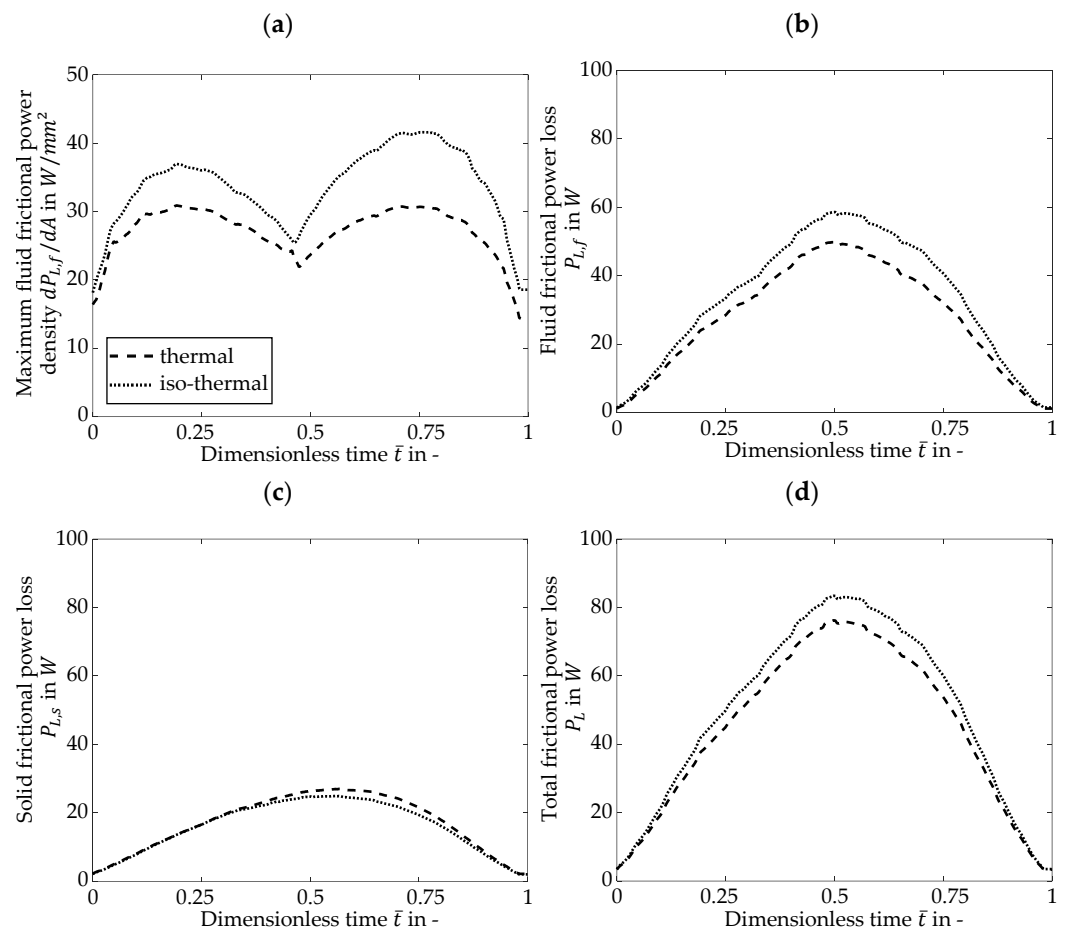 (a)
Maximum fluid frictional power
density dP_{L,f}/dA in W/mm²
50
40
30
20
10
0
thermal
iso-thermal
0 0.25 0.5 0.75 1
Dimensionless time t̄ in -
(b)
Fluid frictional power loss
P_{L,f} in W
100
80
60
40
20
0
0 0.25 0.5 0.75 1
Dimensionless time t̄ in -
(c)
Solid frictional power loss
P_{L,s} in W
100
80
60
40
20
0
0 0.25 0.5 0.75 1
Dimensionless time t̄ in -
(d)
Total frictional power loss
P_L in W
100
80
60
40
20
0
0 0.25 0.5 0.75 1
Dimensionless time t̄ in -